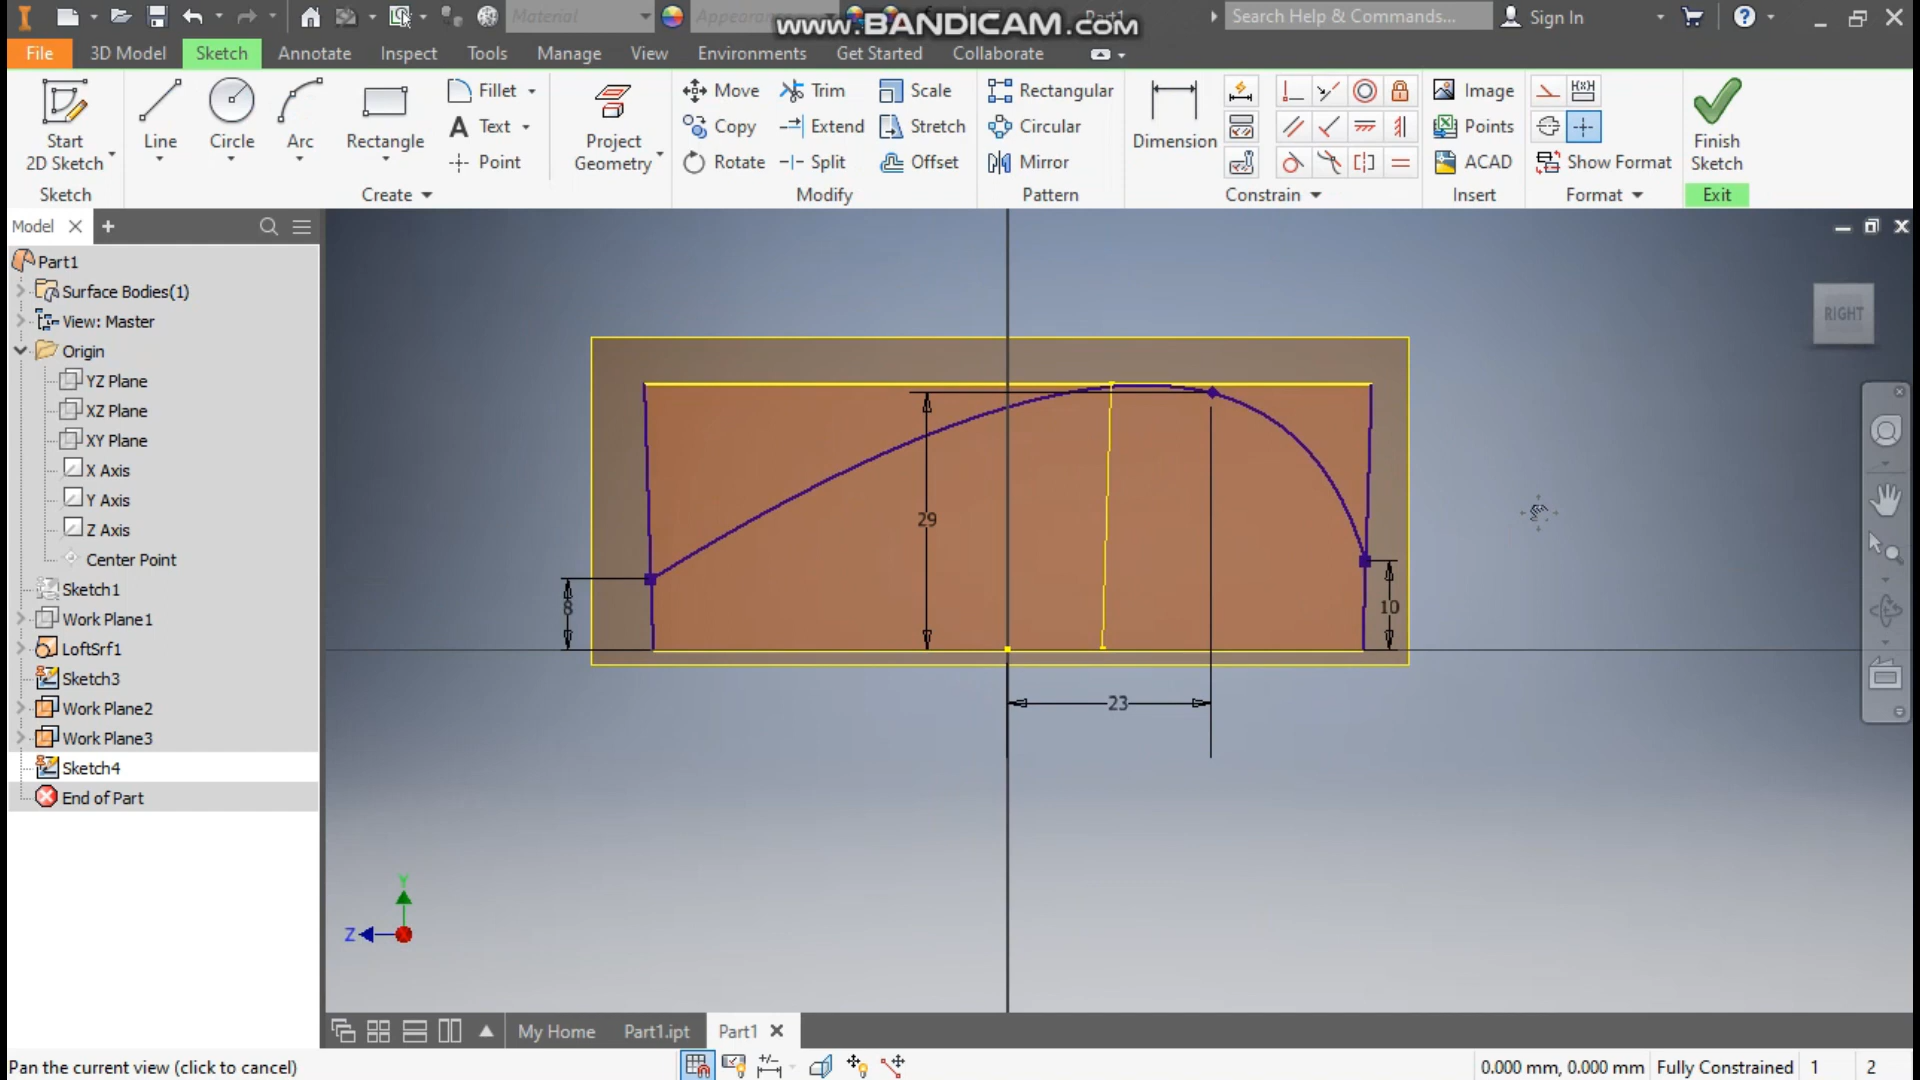 Material
Appearance
www.BANDICAM.com
Part1
Search Help & Commands...
Sign In
File
3D Model
Sketch
Annotate
Inspect
Tools
Manage
View
Environments
Get Started
Collaborate
Start
2D Sketch
Line
Circle
Arc
Rectangle
Fillet
Text
Point
Project
Geometry
Move
Trim
Scale
Copy
Extend
Stretch
Rotate
Split
Offset
Rectangular
Circular
Mirror
Dimension
Image
Points
ACAD
Show Format
Finish
Sketch
Sketch
Create
Modify
Pattern
Constrain
Insert
Format
Exit
Model
Part1
Surface Bodies(1)
View: Master
Origin
YZ Plane
XZ Plane
XY Plane
X Axis
Y Axis
Z Axis
Center Point
Sketch1
Work Plane1
LoftSrf1
Sketch3
Work Plane2
Work Plane3
Sketch4
End of Part
RIGHT
29
8
10
23
Y
Z
My Home
Part1.ipt
Part1
Pan the current view (click to cancel)
0.000 mm, 0.000 mm
Fully Constrained
1
2